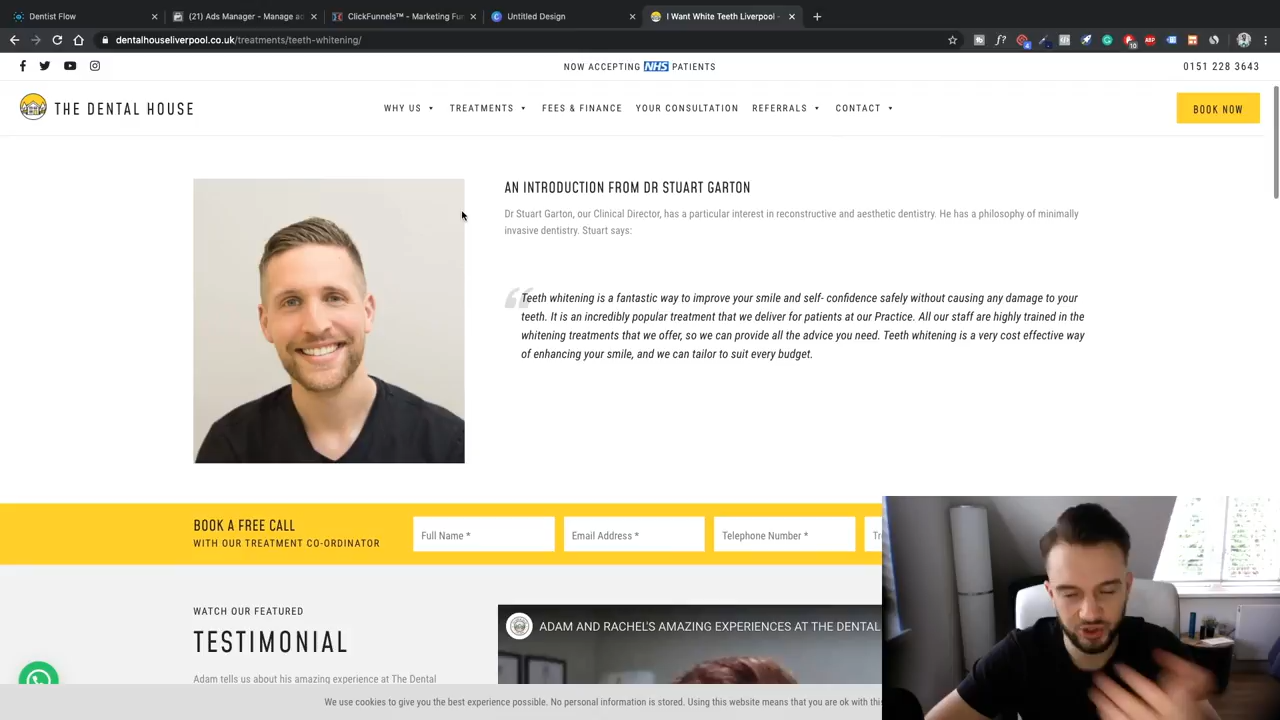 Dentist Flow
(21) Ads Manager - Manage ad
ClickFunnels™ - Marketing Fu
Untitled Design
I Want White Teeth Liverpool -
dentalhouseliverpool.co.uk/treatments/teeth-whitening/
NOW ACCEPTING NHS PATIENTS
0151 228 3643
THE DENTAL HOUSE
WHY US
TREATMENTS
FEES & FINANCE
YOUR CONSULTATION
REFERRALS
CONTACT
BOOK NOW
AN INTRODUCTION FROM DR STUART GARTON
Dr Stuart Garton, our Clinical Director, has a particular interest in reconstructive and aesthetic dentistry. He has a philosophy of minimally
invasive dentistry. Stuart says:
Teeth whitening is a fantastic way to improve your smile and self- confidence safely without causing any damage to your
teeth. It is an incredibly popular treatment that we deliver for patients at our Practice. All our staff are highly trained in the
whitening treatments that we offer, so we can provide all the advice you need. Teeth whitening is a very cost effective way
of enhancing your smile, and we can tailor to suit every budget.
BOOK A FREE CALL
WITH OUR TREATMENT CO-ORDINATOR
Full Name *
Email Address *
Telephone Number *
WATCH OUR FEATURED
TESTIMONIAL
Adam tells us about his amazing experience at The Dental
ADAM AND RACHEL'S AMAZING EXPERIENCES AT THE DENTAL
We use cookies to give you the best experience possible. No personal information is stored. Using this website means that you are ok with this